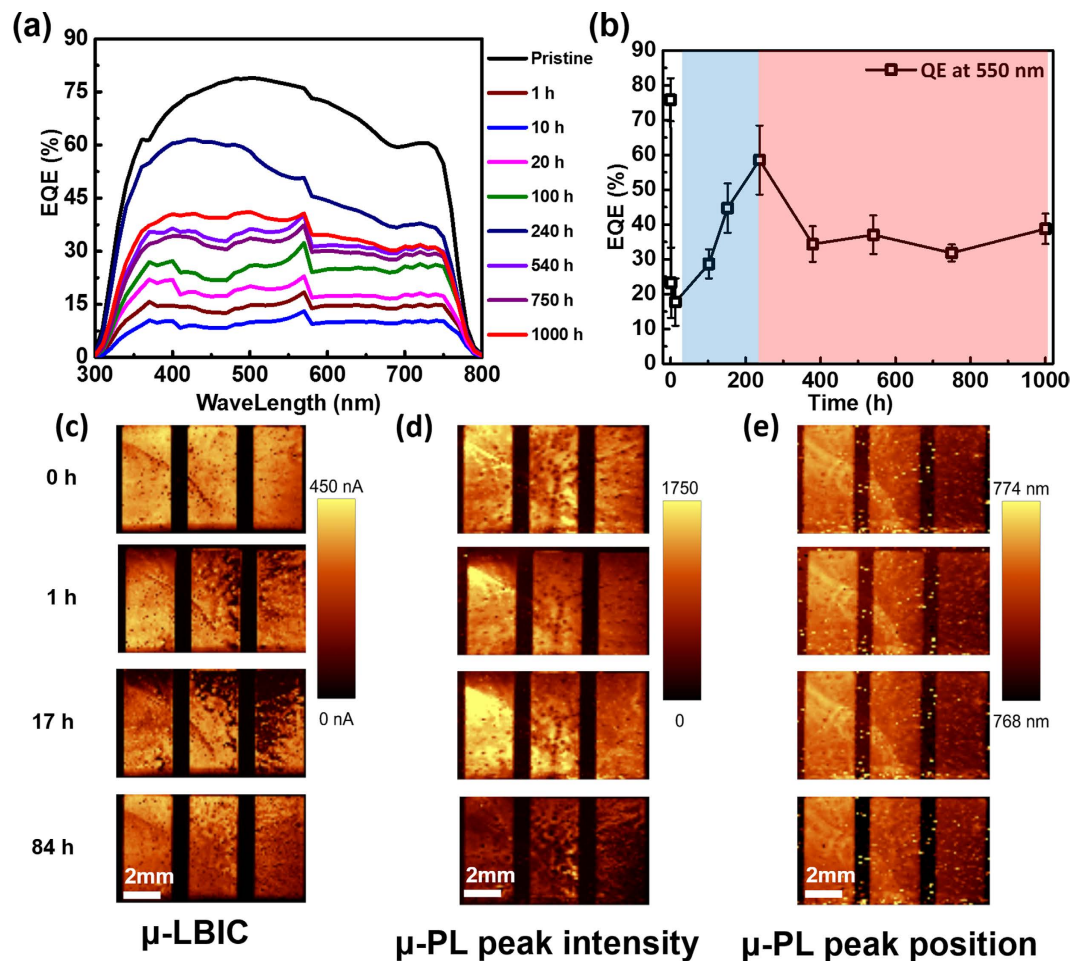 (a)
90
75
60
45
30
15
0
EQE (%)
300 400 500 600 700 800
WaveLength (nm)
Pristine
1 h
10 h
20 h
100 h
240 h
540 h
750 h
1000 h
(b)
90
80
70
60
50
40
30
20
10
0
EQE (%)
QE at 550 nm
0 200 400 600 800 1000
Time (h)
(c)
0 h
1 h
17 h
84 h
450 nA
0 nA
2mm
μ-LBIC
(d)
1750
0
2mm
μ-PL peak intensity
(e)
774 nm
768 nm
2mm
μ-PL peak position